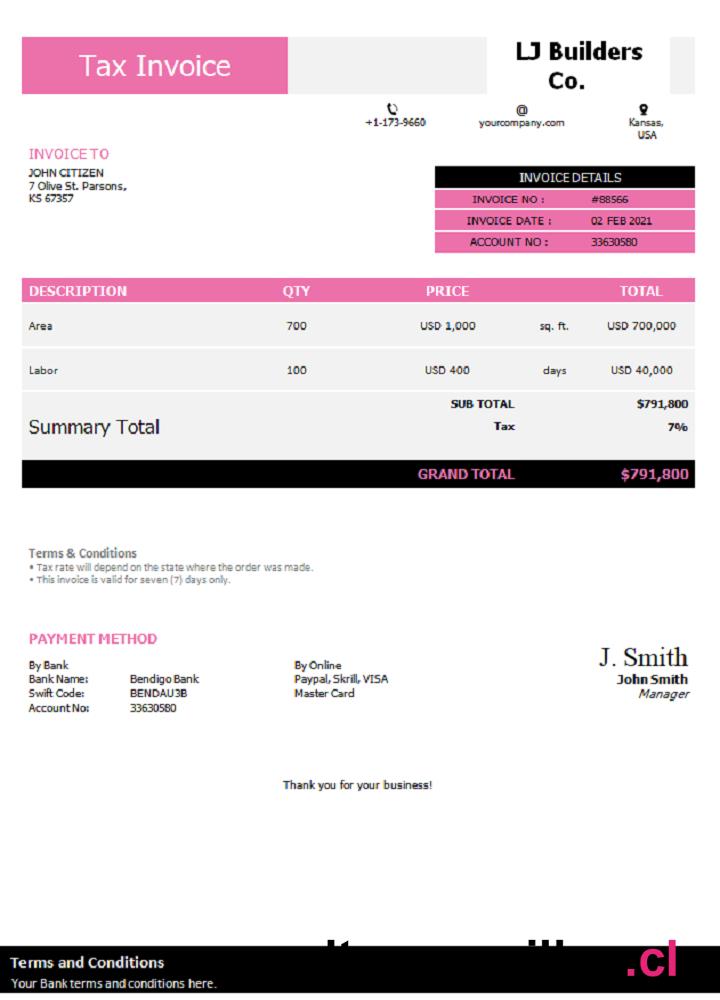 Tax Invoice
LJ Builders
Co.
+1-173-9660
@
yourcompany.com
Kansas,
USA
INVOICE TO
JOHN CITIZEN
7 Olive St. Parsons,
KS 67357
INVOICE DETAILS
INVOICE NO : #88566
INVOICE DATE : 02 FEB 2021
ACCOUNT NO : 33630580
DESCRIPTION QTY PRICE TOTAL
Area 700 USD 1,000 sq. ft. USD 700,000
Labor 100 USD 400 days USD 40,000
SUB TOTAL $791,800
Summary Total
Tax 7%
GRAND TOTAL $791,800
Terms & Conditions
• Tax rate will depend on the state where the order was made.
• This invoice is valid for seven (7) days only.
PAYMENT METHOD
By Bank
Bank Name: Bendigo Bank
Swift Code: BENDAU3B
Account No: 33630580
By Online
Paypal, Skrill, VISA
Master Card
J. Smith
John Smith
Manager
Thank you for your business!
.cl
Terms and Conditions
Your Bank terms and conditions here.